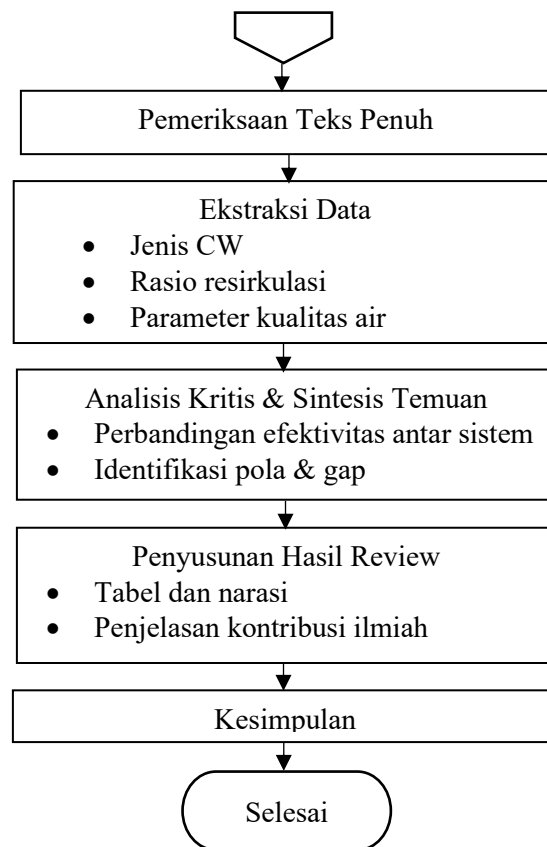 Pemeriksaan Teks Penuh
Ekstraksi Data
• Jenis CW
• Rasio resirkulasi
• Parameter kualitas air
Analisis Kritis & Sintesis Temuan
• Perbandingan efektivitas antar sistem
• Identifikasi pola & gap
Penyusunan Hasil Review
• Tabel dan narasi
• Penjelasan kontribusi ilmiah
Kesimpulan
Selesai